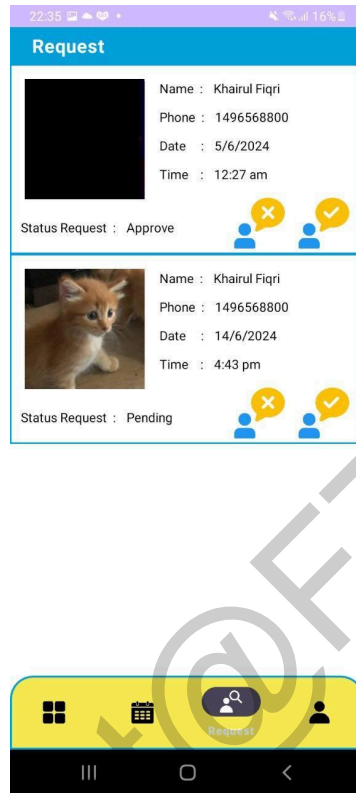 22:35 16%
Request
Name : Khairul Fiqri
Phone : 1496568800
Date : 5/6/2024
Time : 12:27 am
Status Request : Approve
Name : Khairul Fiqri
Phone : 1496568800
Date : 14/6/2024
Time : 4:43 pm
Status Request : Pending
Request